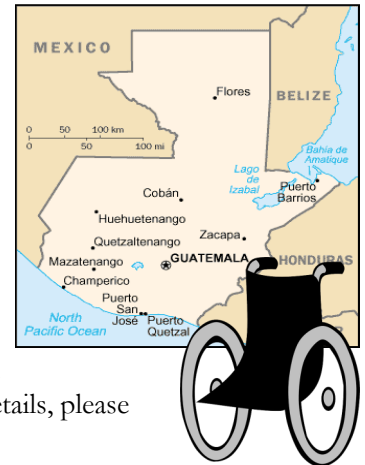 MEXICO
Flores
BELIZE
0 50 100 km
0 50 100 mi
Bahia de
Amatique
Lago
de
Izabal
Puerto
Barrios
Cobán
Huehuetenango
Quetzaltenango
Zacapa
Mazatenango
GUATEMALA
HONDURAS
Champerico
Puerto
San
José
Puerto
Quetzal
North
Pacific Ocean
etails, please